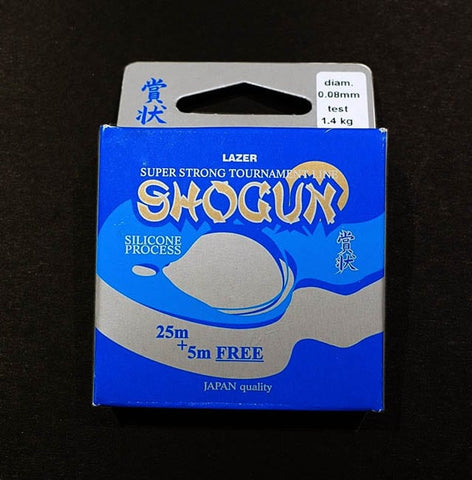 賞状
diam.
0.08mm
test
1.4 kg
LAZER
SUPER STRONG TOURNAMENT LINE
SHOGUN
賞状
SILICONE
PROCESS
25m
+5m FREE
JAPAN quality